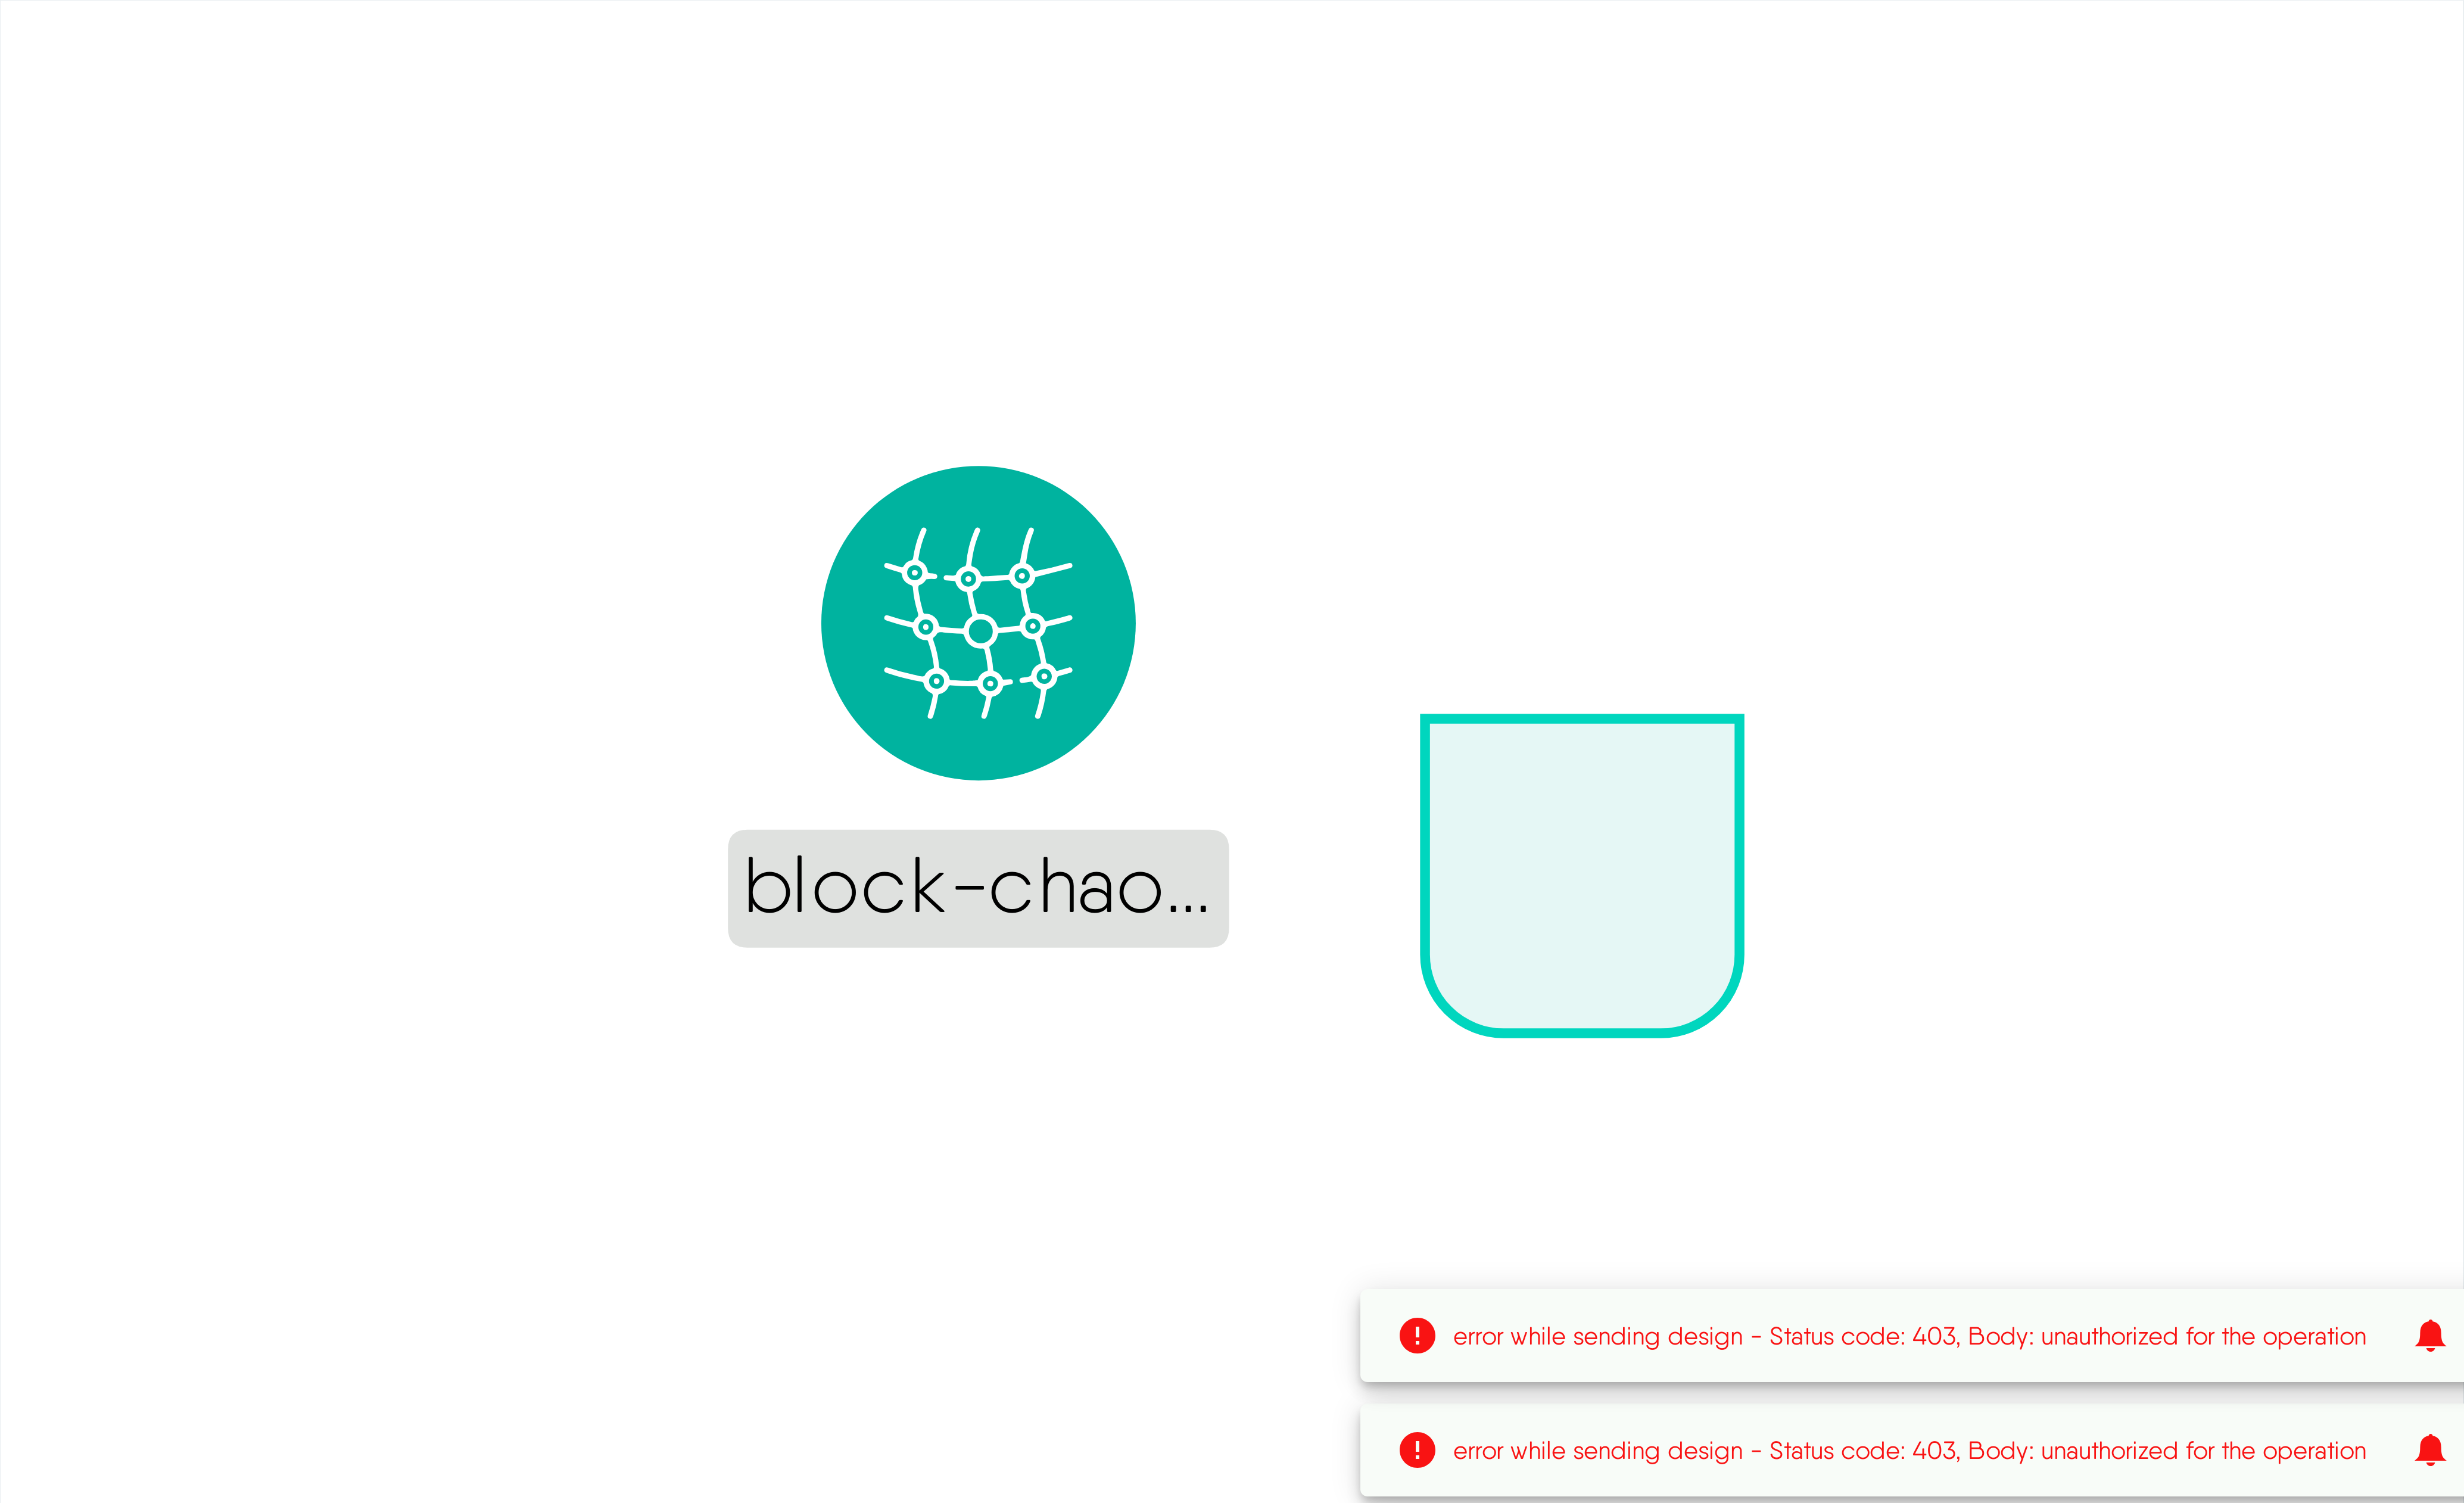 block-chao...
error while sending design - Status code: 403, Body: unauthorized for the operation
error while sending design - Status code: 403, Body: unauthorized for the operation